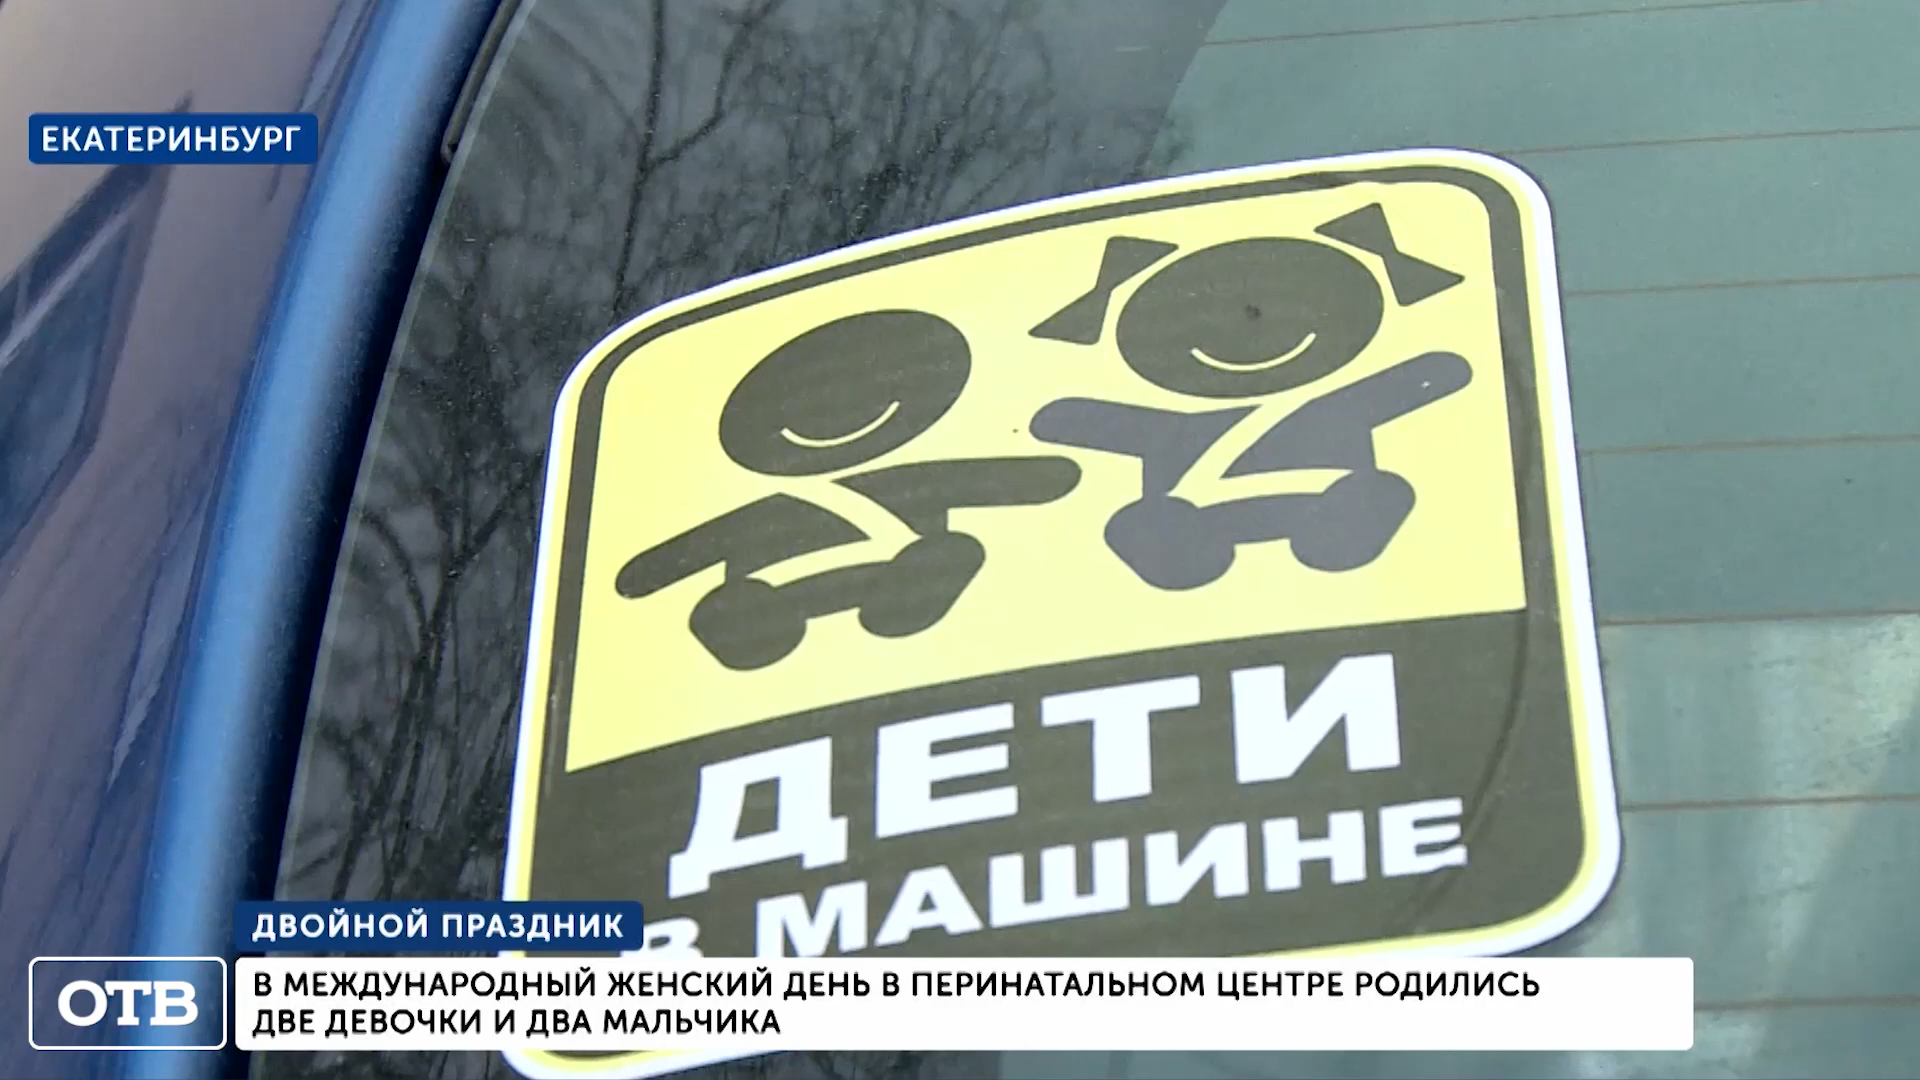 ЕКАТЕРИНБУРГ
ДЕТИ
В МАШИНЕ
ДВОЙНОЙ ПРАЗДНИК
ОТВ
В МЕЖДУНАРОДНЫЙ ЖЕНСКИЙ ДЕНЬ В ПЕРИНАТАЛЬНОМ ЦЕНТРЕ РОДИЛИСЬ
ДВЕ ДЕВОЧКИ И ДВА МАЛЬЧИКА